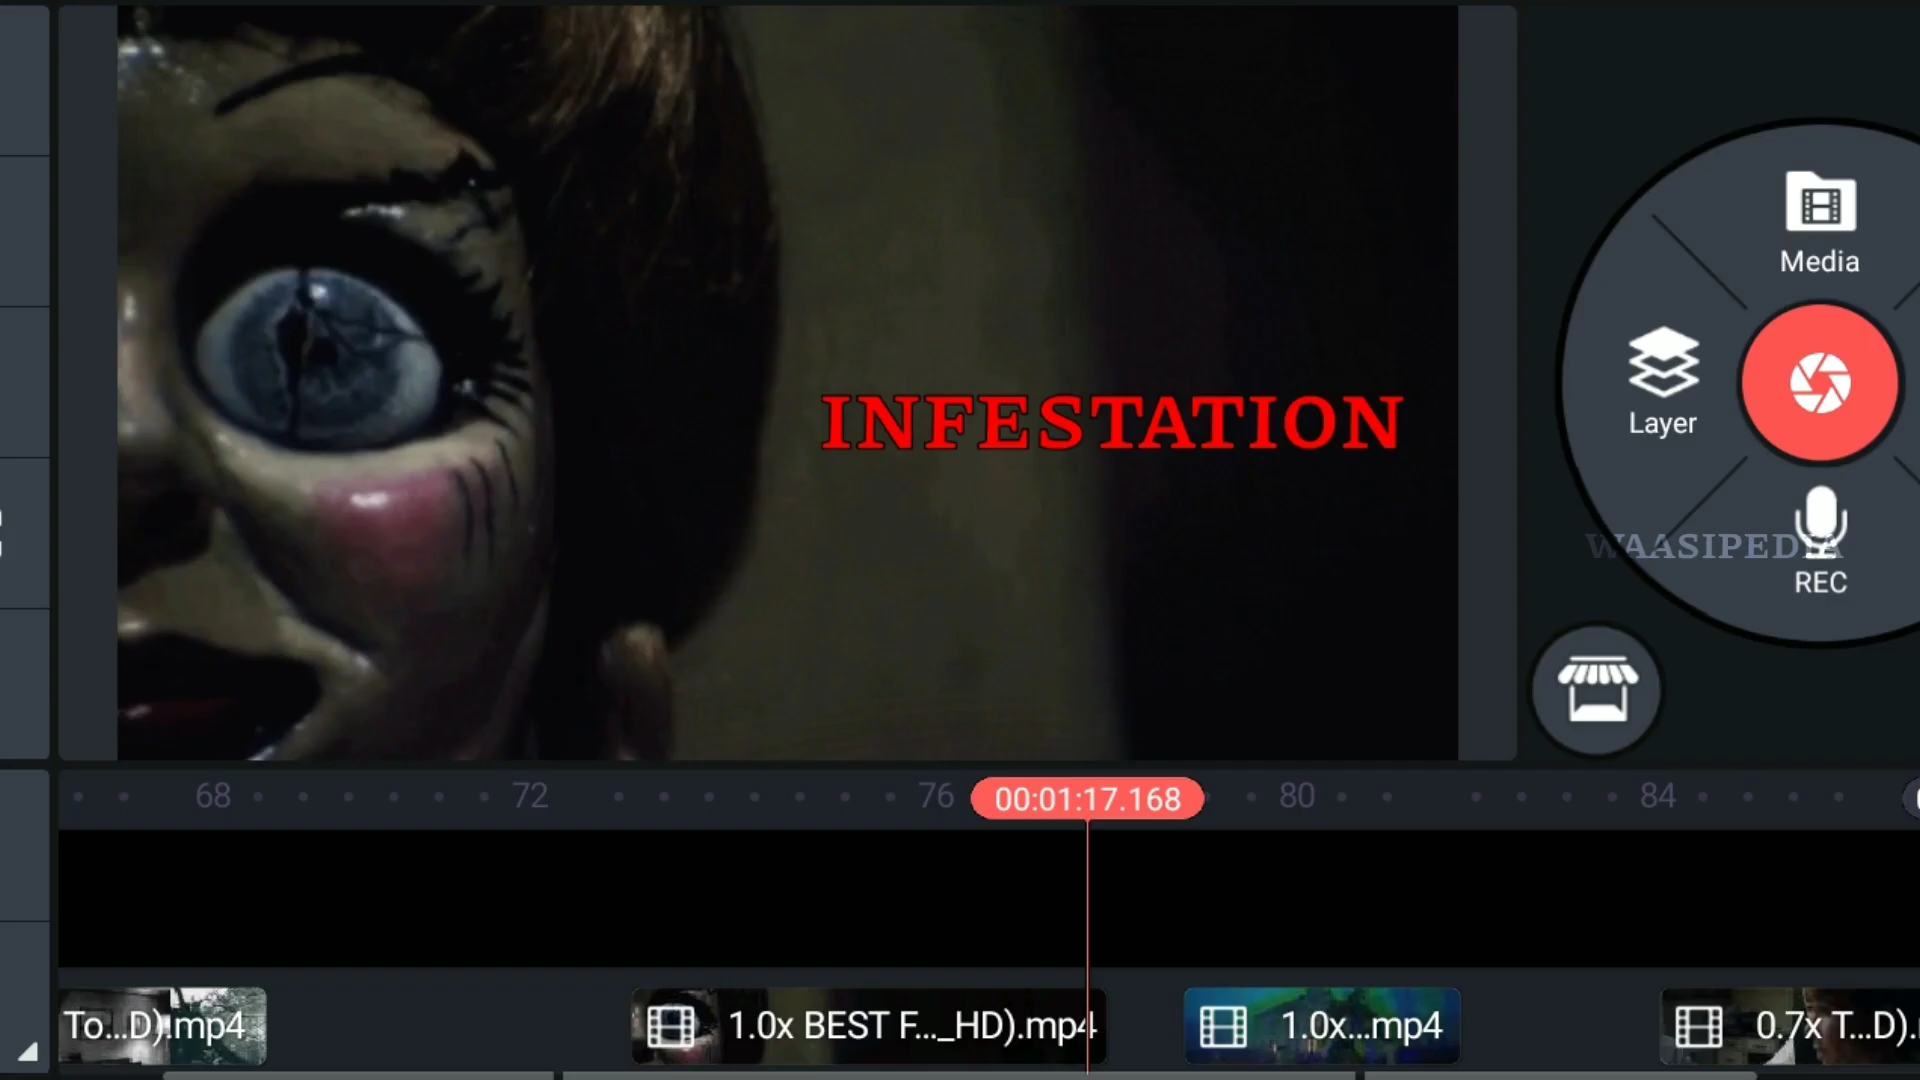 Media
Layer
INFESTATION
WAASIPEDIA
REC
68 72 76 00:01:17.168 80 84
To...D).mp4 1.0x BEST F..._HD).mp4 1.0x...mp4 0.7x T...D).